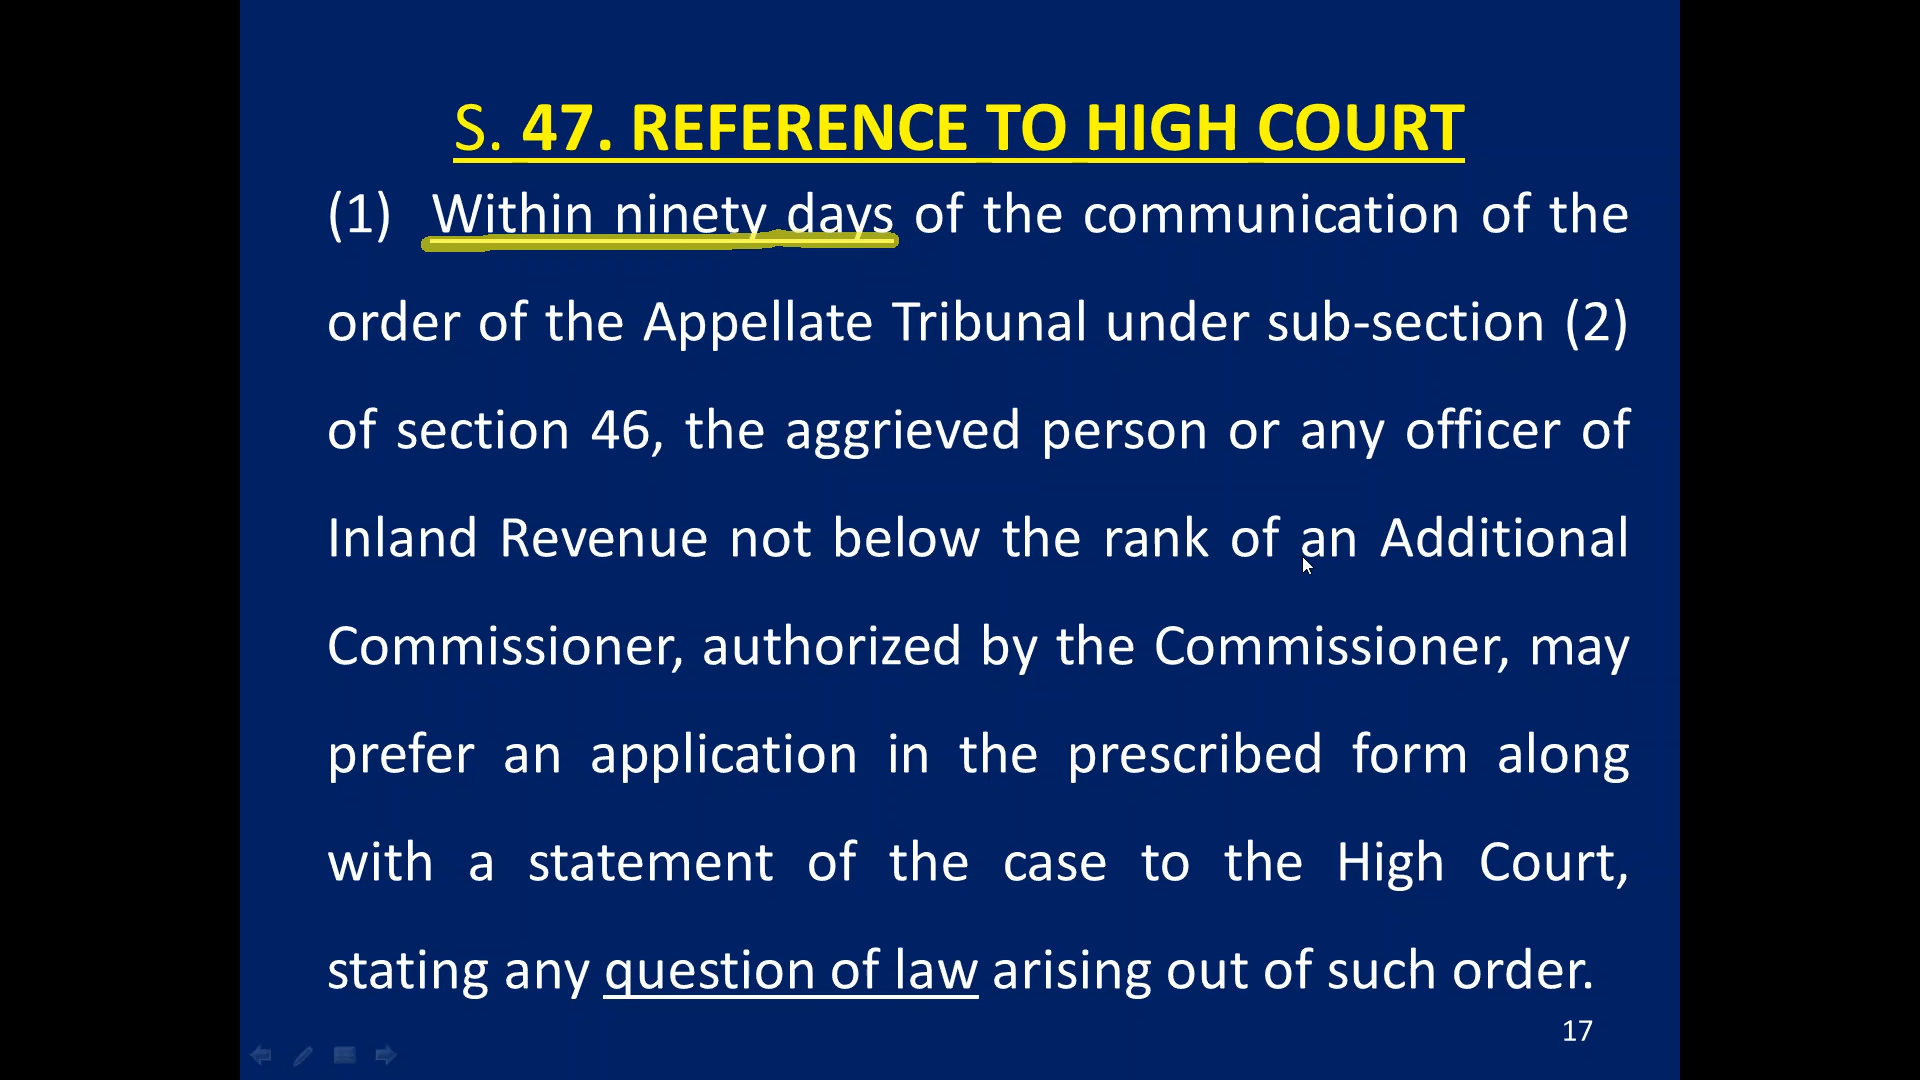 S. 47. REFERENCE TO HIGH COURT
(1) Within ninety days of the communication of the
order of the Appellate Tribunal under sub-section (2)
of section 46, the aggrieved person or any officer of
Inland Revenue not below the rank of an Additional
Commissioner, authorized by the Commissioner, may
prefer an application in the prescribed form along
with a statement of the case to the High Court,
stating any question of law arising out of such order.
17